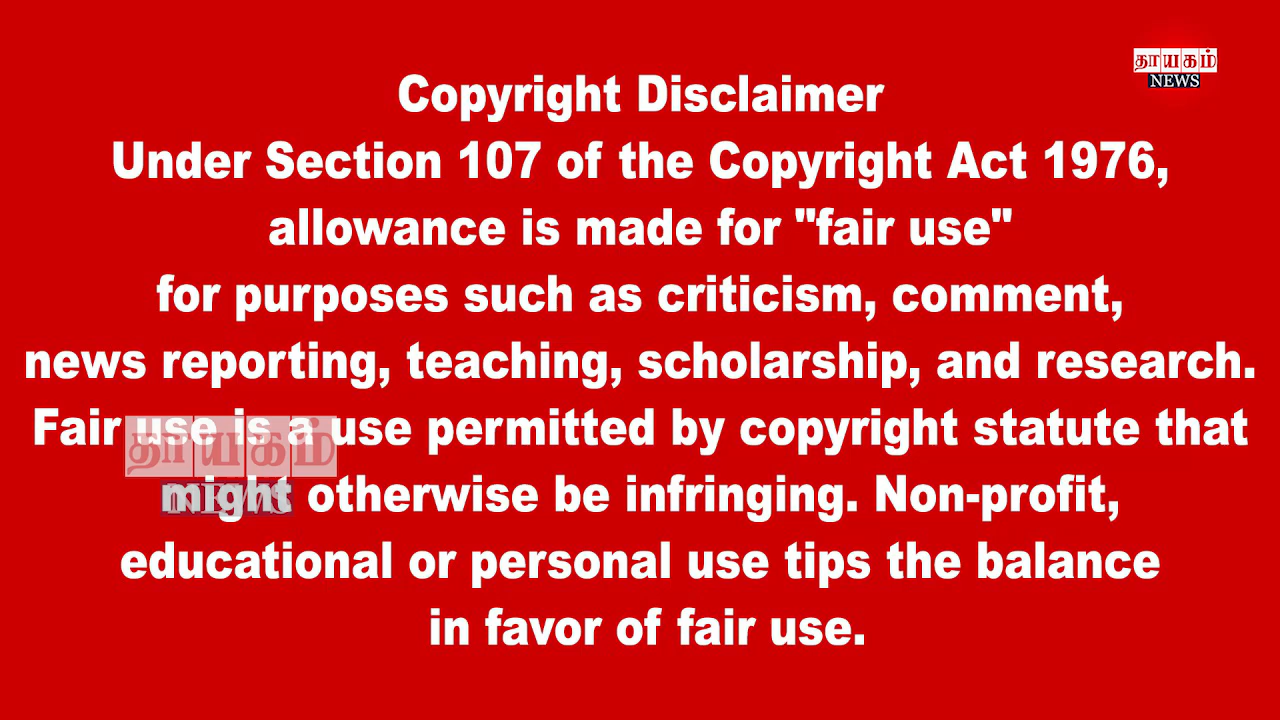 தாயகம்
NEWS
Copyright Disclaimer
Under Section 107 of the Copyright Act 1976,
allowance is made for "fair use"
for purposes such as criticism, comment,
news reporting, teaching, scholarship, and research.
Fair use is a use permitted by copyright statute that
might otherwise be infringing. Non-profit,
educational or personal use tips the balance
in favor of fair use.
தாயகம்
NEWS